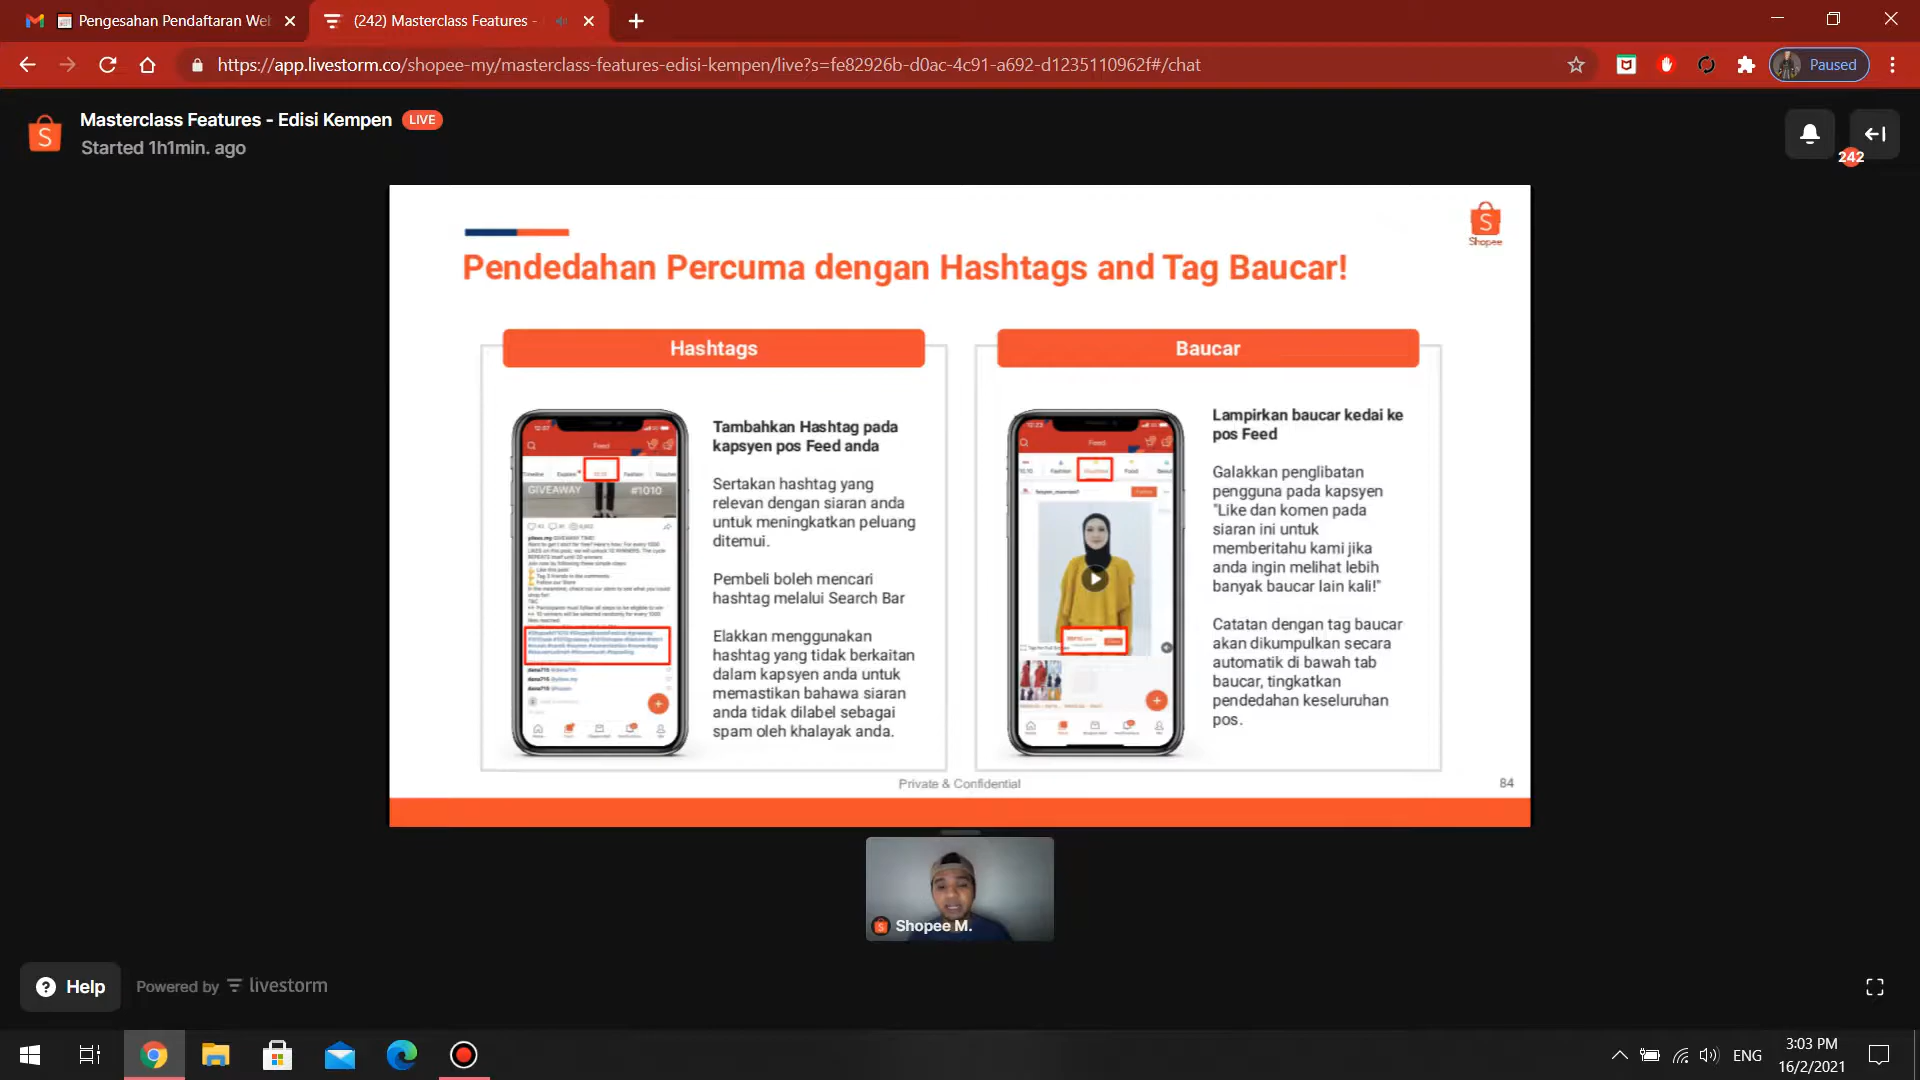 Pengesahan Pendaftaran Web
(242) Masterclass Features -
https://app.livestorm.co/shopee-my/masterclass-features-edisi-kempen/live?s=fe82926b-d0ac-4c91-a692-d1235110962f#/chat
Paused
Masterclass Features - Edisi Kempen LIVE
Started 1h1min. ago
242
Shopee
Pendedahan Percuma dengan Hashtags and Tag Baucar!
Hashtags
Tambahkan Hashtag pada
kapsyen pos Feed anda
Sertakan hashtag yang
relevan dengan siaran anda
untuk meningkatkan peluang
ditemui.
Pembeli boleh mencari
hashtag melalui Search Bar
Elakkan menggunakan
hashtag yang tidak berkaitan
dalam kapsyen anda untuk
memastikan bahawa siaran
anda tidak dilabel sebagai
spam oleh khalayak anda.
Feed
GIVEAWAY #1010
Baucar
Lampirkan baucar kedai ke
pos Feed
Galakkan penglibatan
pengguna pada kapsyen
"Like dan komen pada
siaran ini untuk
memberitahu kami jika
anda ingin melihat lebih
banyak baucar lain kali!"
Catatan dengan tag baucar
akan dikumpulkan secara
automatik di bawah tab
baucar, tingkatkan
pendedahan keseluruhan
pos.
Feed
Private & Confidential
84
Shopee M.
Help
Powered by livestorm
ENG
3:03 PM
16/2/2021